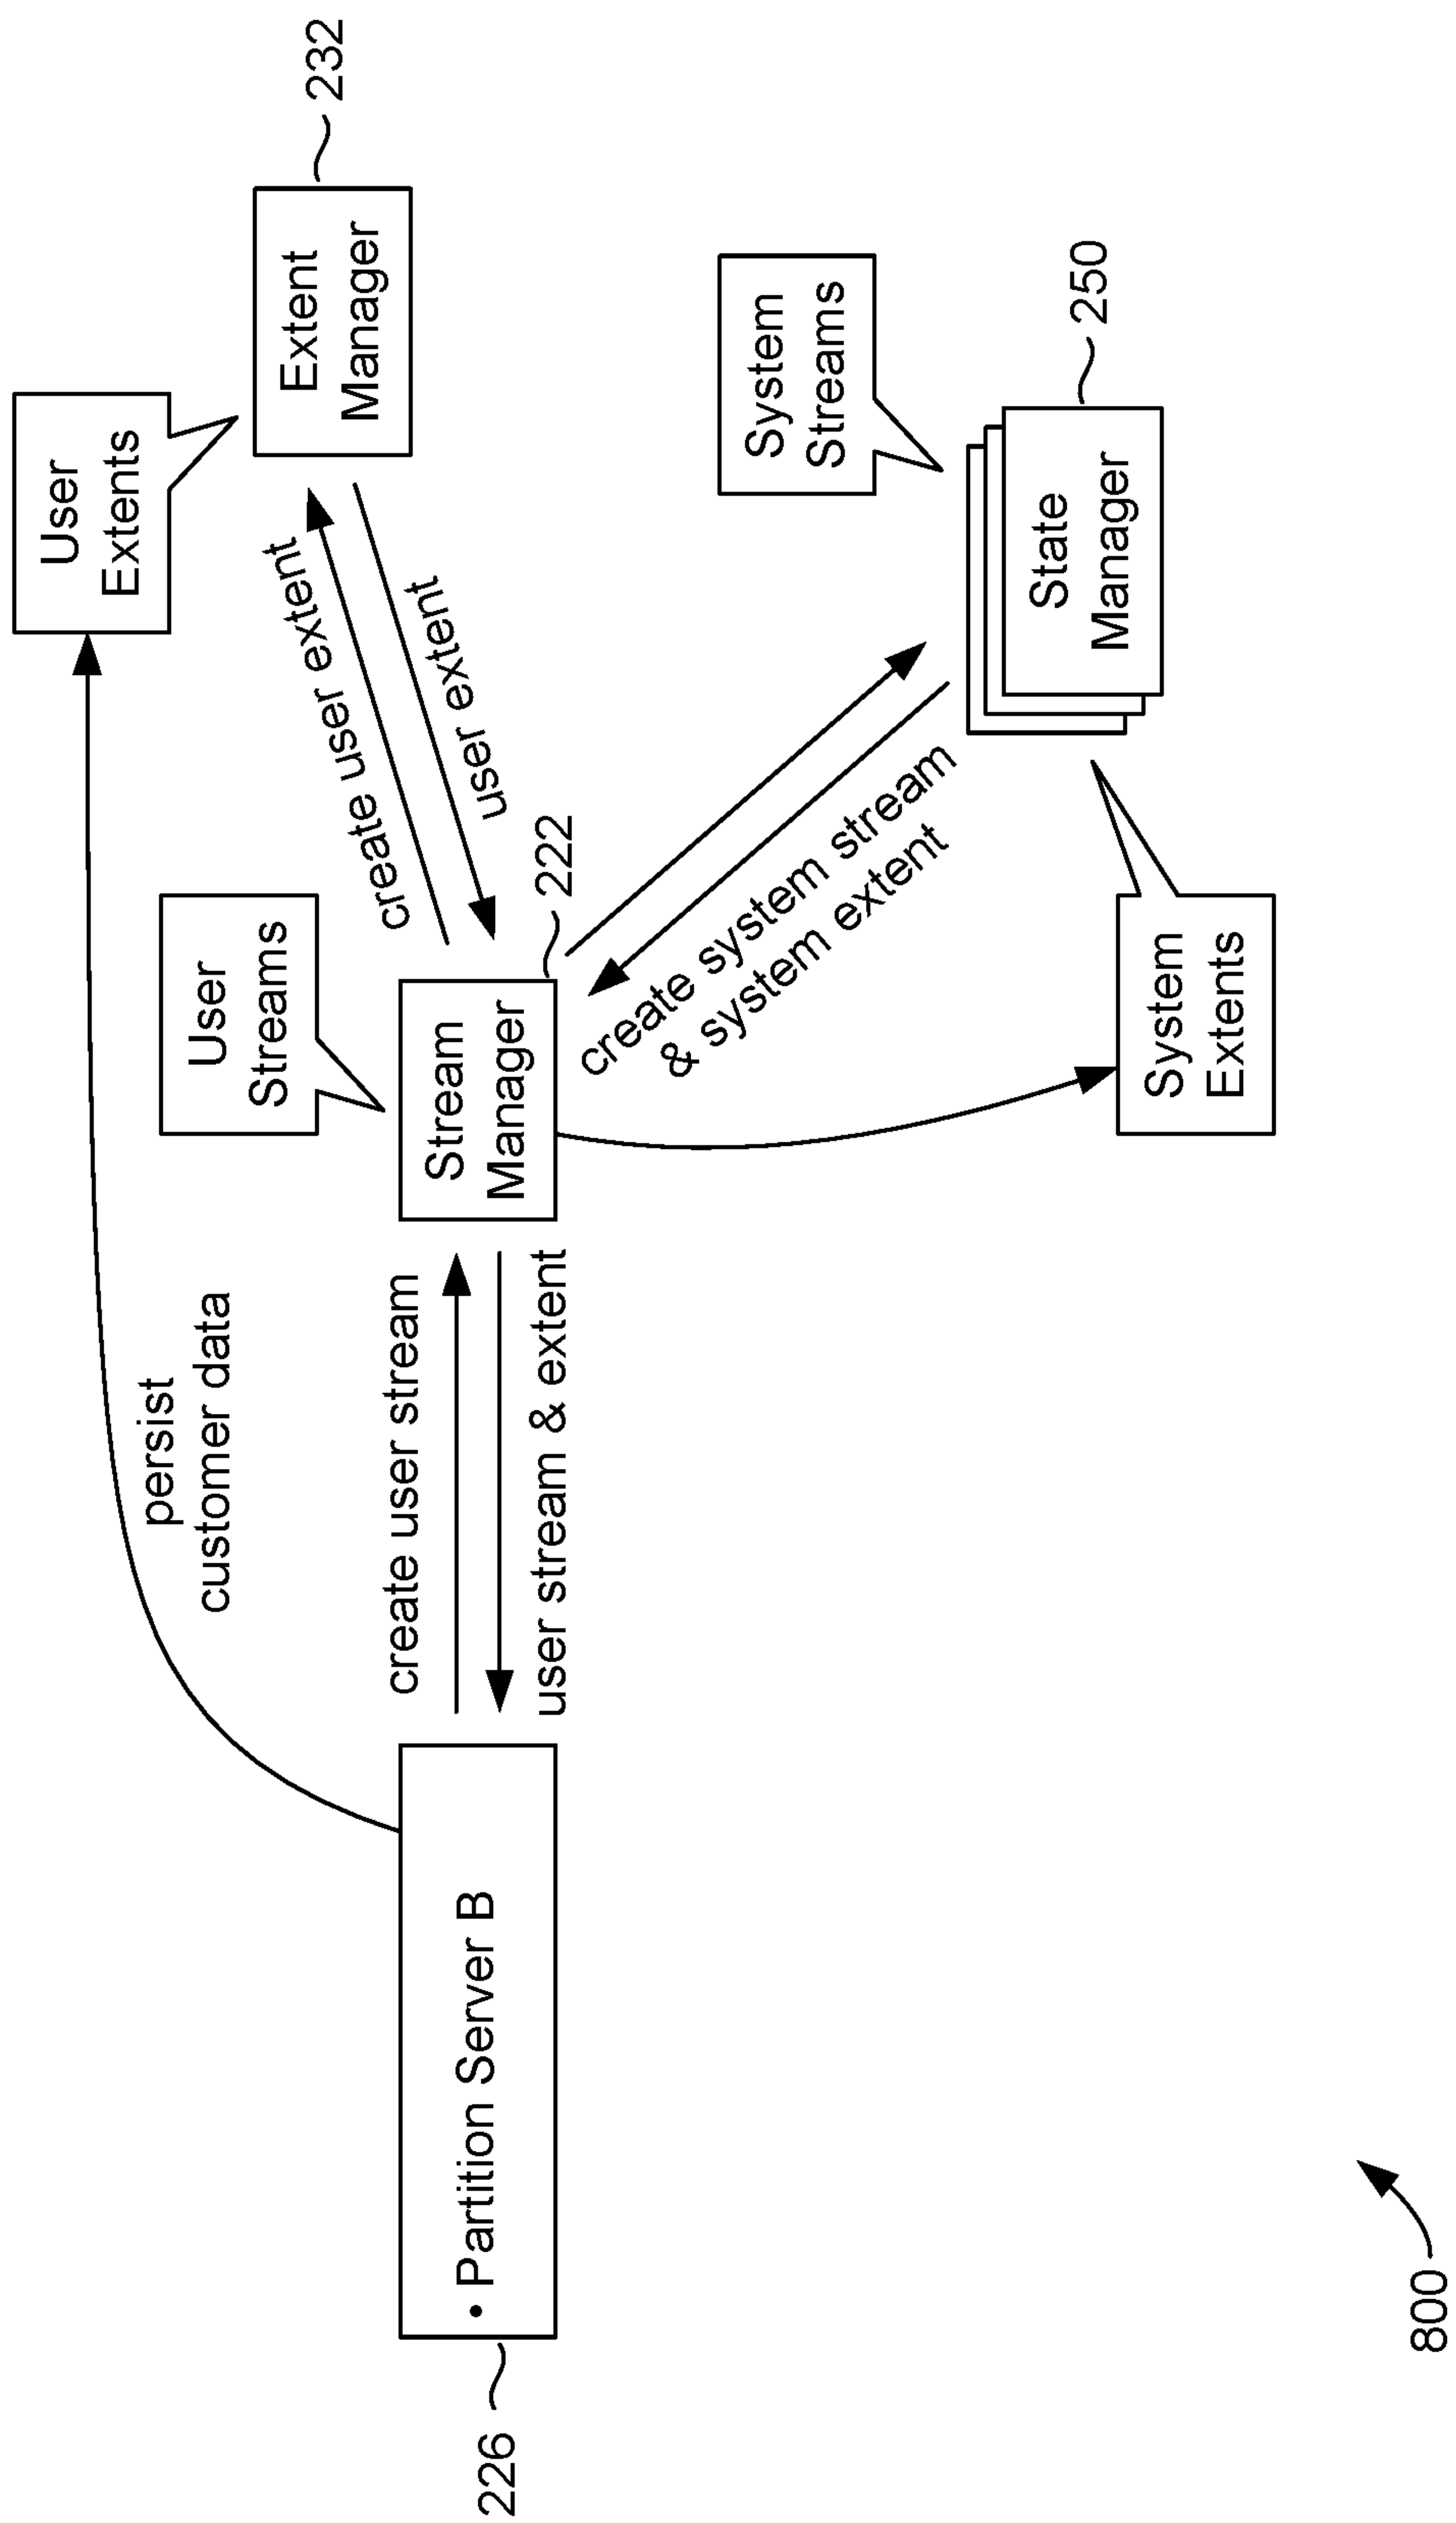 User
Extents
232
Extent
Manager
create user extent
user extent
User
Streams
222
Stream
Manager
persist
customer data
create user stream
user stream & extent
• Partition Server B
226
System
Streams
250
State
Manager
create system stream
& system extent
System
Extents
800